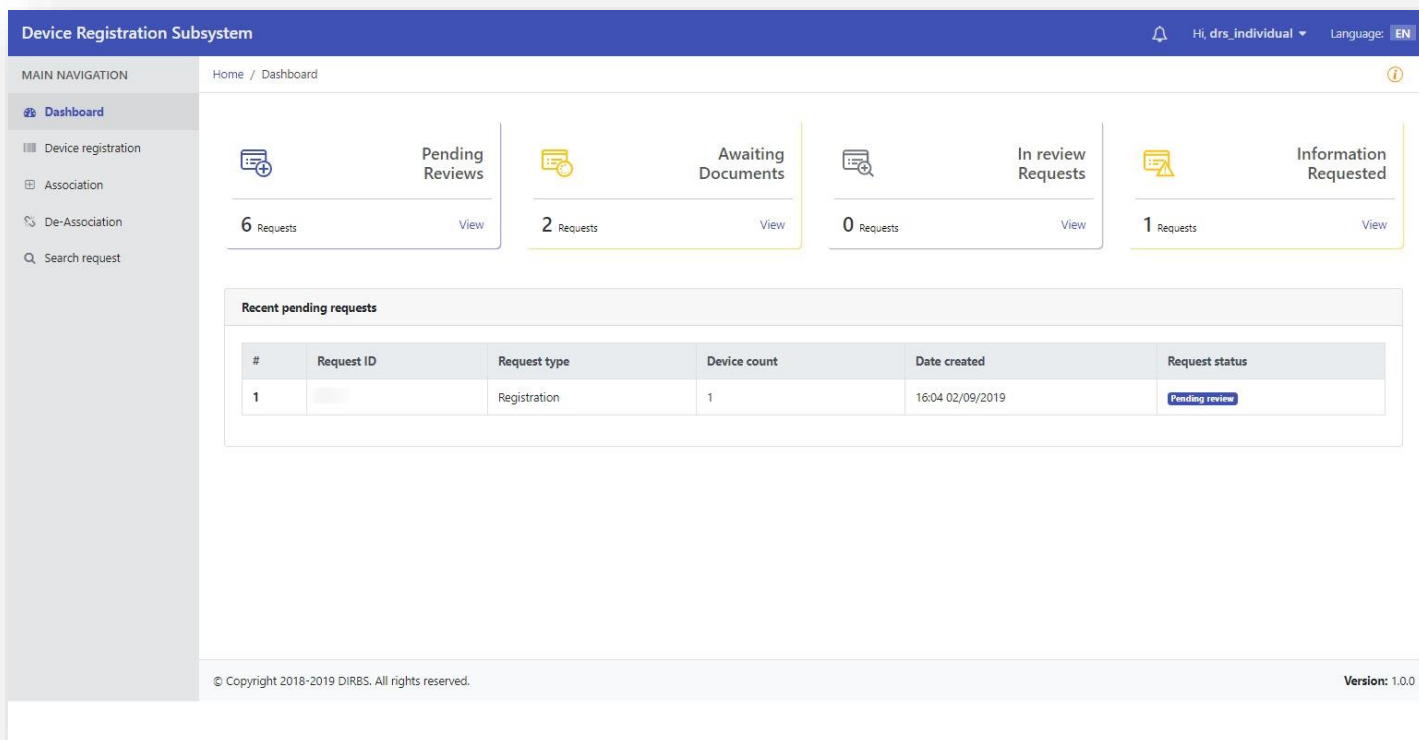 Device Registration Subsystem
Hi, drs_individual
Language: EN
MAIN NAVIGATION
Home / Dashboard
Dashboard
Device registration
Association
De-Association
Search request
Pending
Reviews
6 Requests View
Awaiting
Documents
2 Requests View
In review
Requests
0 Requests View
Information
Requested
1 Requests View
Recent pending requests
# Request ID Request type Device count Date created Request status
1 Registration 1 16:04 02/09/2019 Pending review
© Copyright 2018-2019 DIRBS. All rights reserved.
Version: 1.0.0